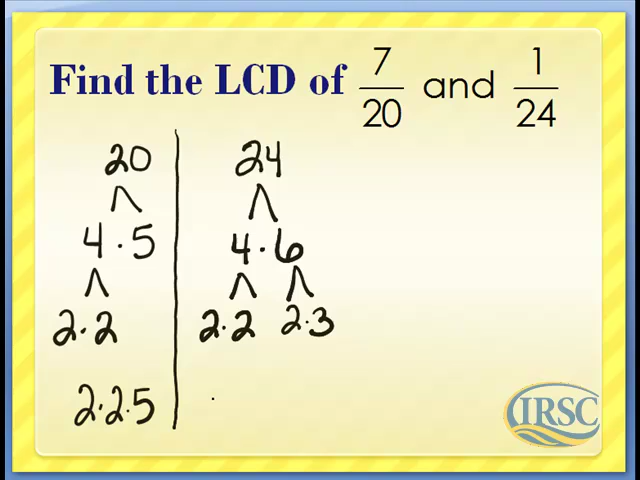 Find the LCD of 7/20 and 1/24
20
4 · 5
2 · 2
2 · 2 · 5
24
4 · 6
2 · 2 2 · 3
IRSC